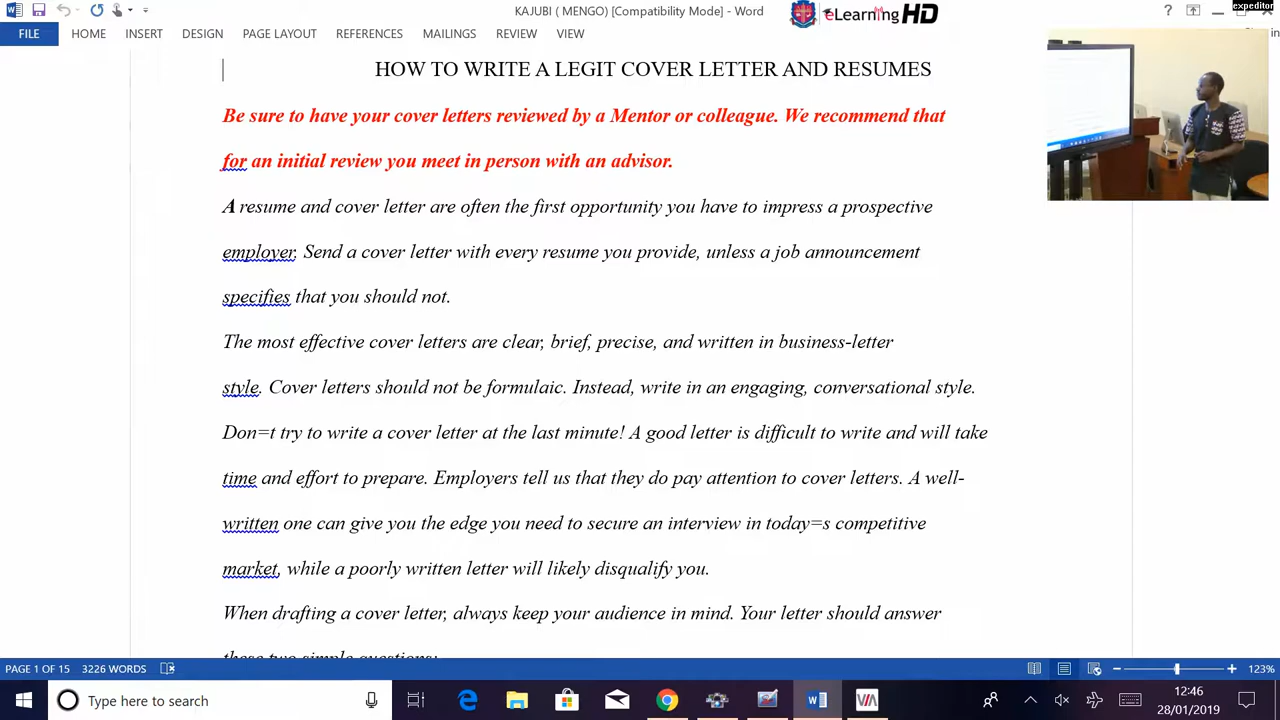 KAJUBI ( MENGO) [Compatibility Mode] - Word
eLearning HD
?
expeditor
FILE HOME INSERT DESIGN PAGE LAYOUT REFERENCES MAILINGS REVIEW VIEW
HOW TO WRITE A LEGIT COVER LETTER AND RESUMES
Be sure to have your cover letters reviewed by a Mentor or colleague. We recommend that
for an initial review you meet in person with an advisor.
A resume and cover letter are often the first opportunity you have to impress a prospective
employer. Send a cover letter with every resume you provide, unless a job announcement
specifies that you should not.
The most effective cover letters are clear, brief, precise, and written in business-letter
style. Cover letters should not be formulaic. Instead, write in an engaging, conversational style.
Don=t try to write a cover letter at the last minute! A good letter is difficult to write and will take
time and effort to prepare. Employers tell us that they do pay attention to cover letters. A well-
written one can give you the edge you need to secure an interview in today=s competitive
market, while a poorly written letter will likely disqualify you.
When drafting a cover letter, always keep your audience in mind. Your letter should answer
these two simple questions:
PAGE 1 OF 15 3226 WORDS 123%
Type here to search
VIA
12:46
28/01/2019